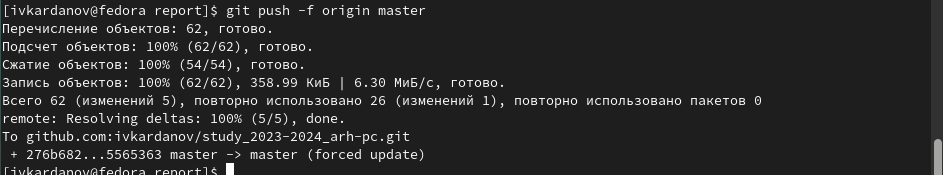 [ivkardanov@fedora report]$ git push -f origin master
Перечисление объектов: 62, готово.
Подсчет объектов: 100% (62/62), готово.
Сжатие объектов: 100% (54/54), готово.
Запись объектов: 100% (62/62), 358.99 КиБ | 6.30 МиБ/с, готово.
Всего 62 (изменений 5), повторно использовано 26 (изменений 1), повторно использовано пакетов 0
remote: Resolving deltas: 100% (5/5), done.
To github.com:ivkardanov/study_2023-2024_arh-pc.git
 + 276b682...5565363 master -> master (forced update)
[ivkardanov@fedora report]$